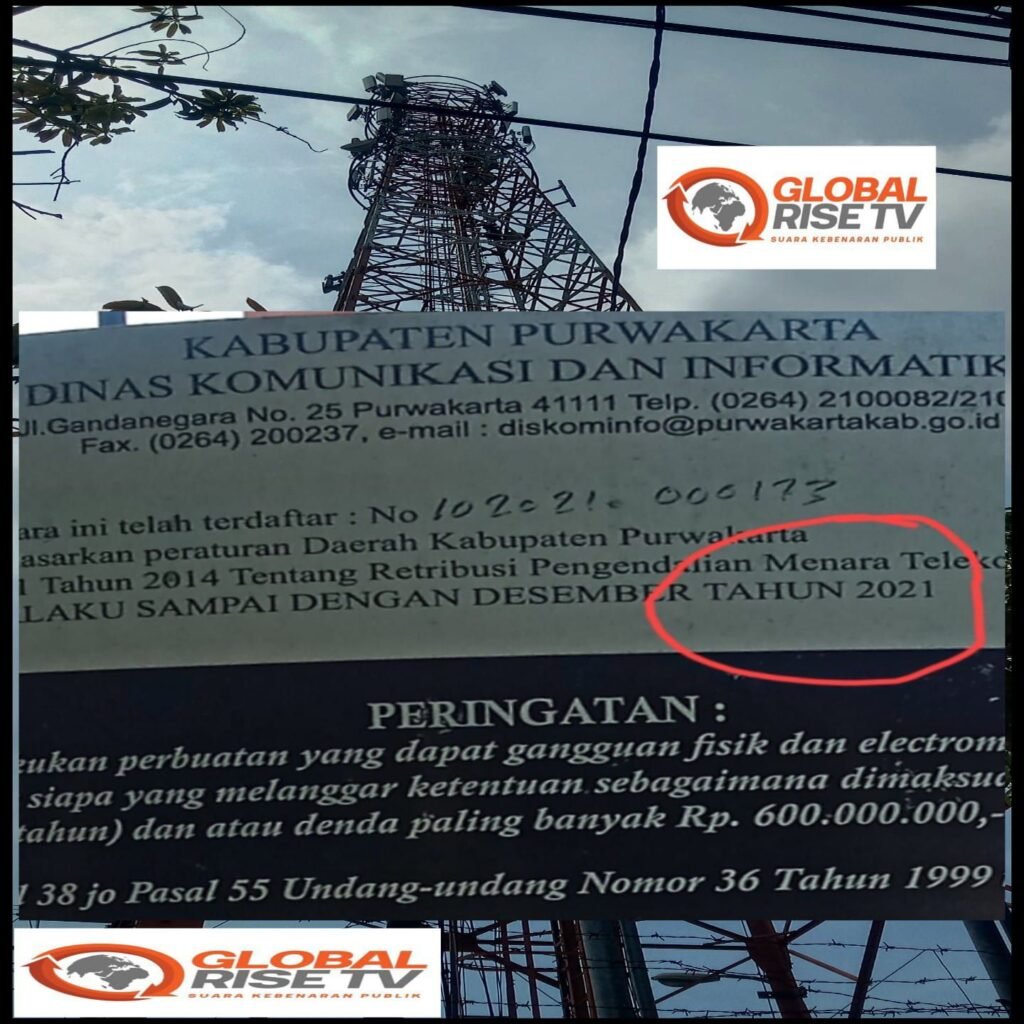 GLOBAL
RISE TV
SUARA KEBENARAN PUBLIK
KABUPATEN PURWAKARTA
DINAS KOMUNIKASI DAN INFORMATIK
Jl.Gandanegara No. 25 Purwakarta 41111 Telp. (0264) 2100082/210
Fax. (0264) 200237, e-mail : diskominfo@purwakartakab.go.id
ara ini telah terdaftar : No 102021. 000173
asarkan peraturan Daerah Kabupaten Purwakarta
1 Tahun 2014 Tentang Retribusi Pengendalian Menara Teleko
LAKU SAMPAI DENGAN DESEMBER TAHUN 2021
PERINGATAN :
ukan perbuatan yang dapat gangguan fisik dan electrom
siapa yang melanggar ketentuan sebagaimana dimaksud
tahun) dan atau denda paling banyak Rp. 600.000.000,-
l 38 jo Pasal 55 Undang-undang Nomor 36 Tahun 1999
GLOBAL
RISE TV
SUARA KEBENARAN PUBLIK